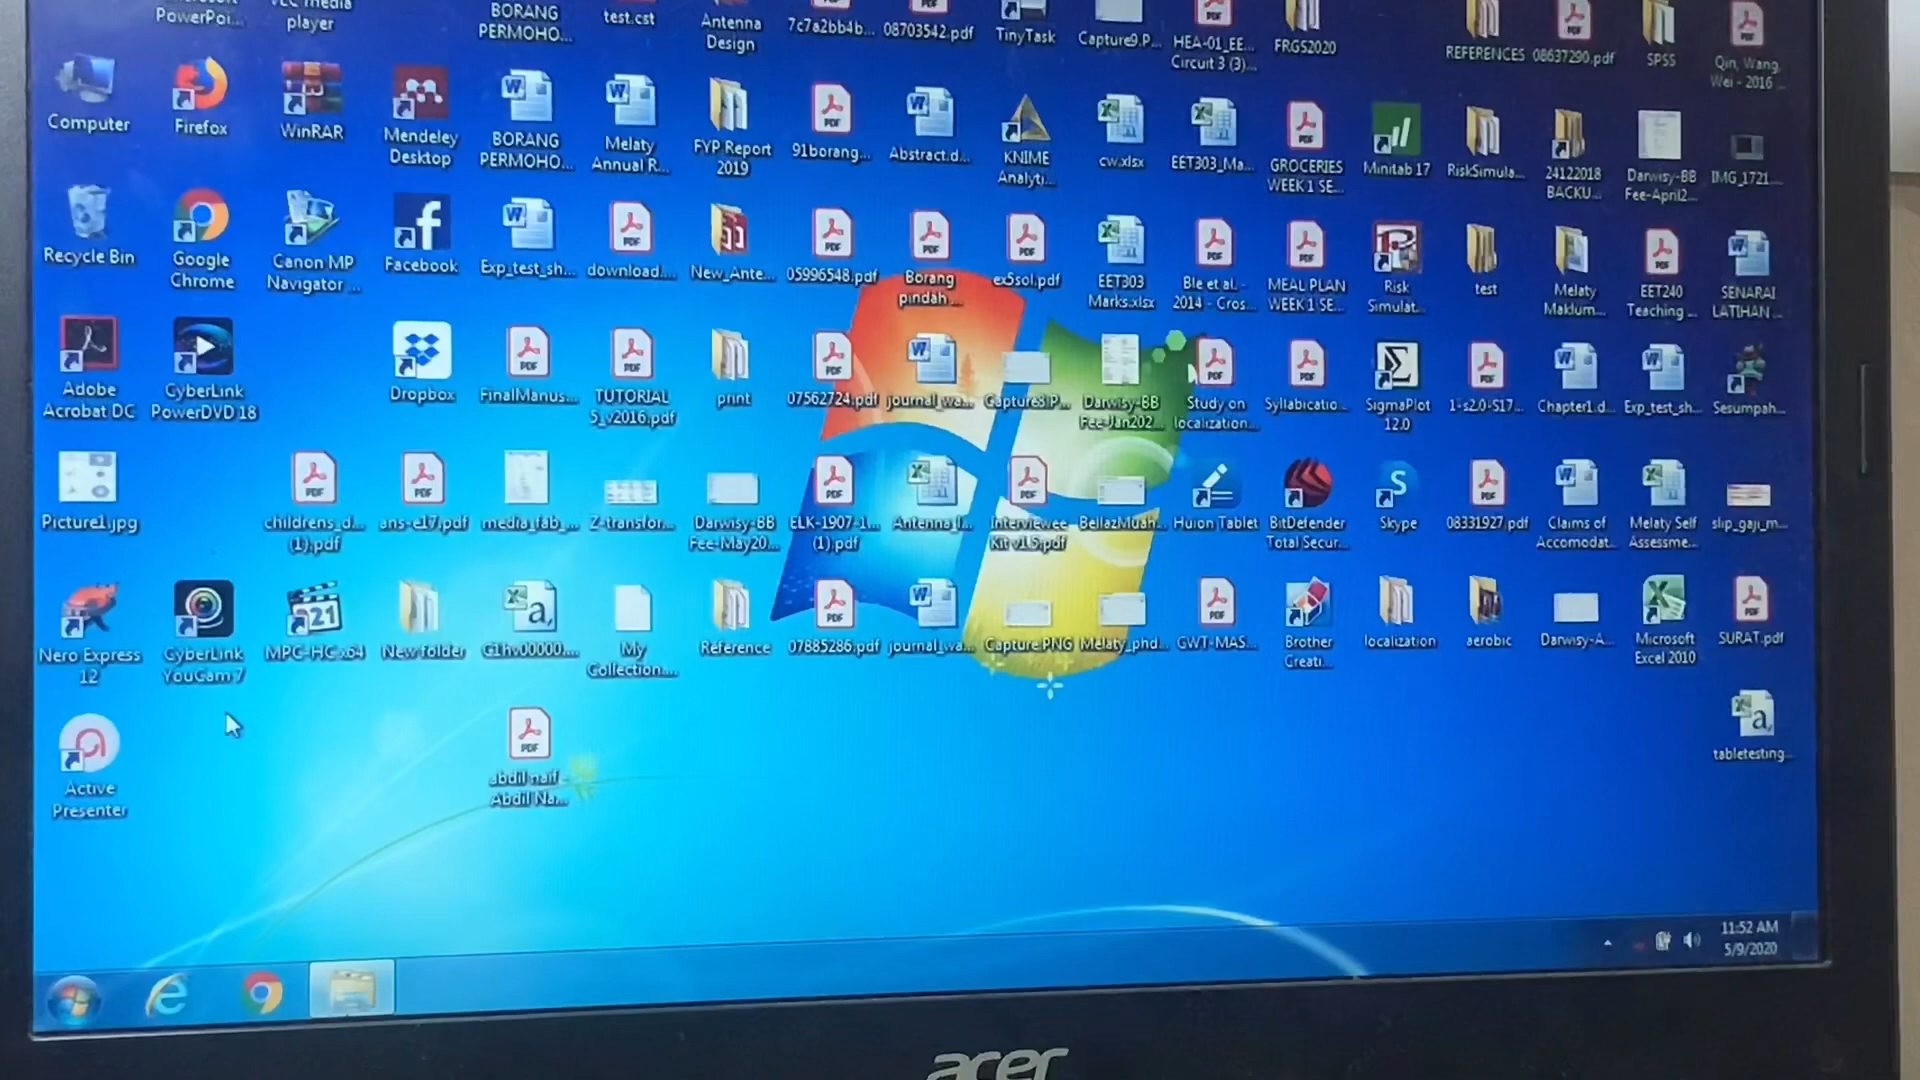 PowerPoi...
player
BORANG
PERMOHO...
test.cst
Antenna
Design
7c7a2bb4b...
08703542.pdf
TinyTask
Capture9.P...
HEA-01_EE...
Circuit 3 (3)...
FRGS2020
REFERENCES
08637290.pdf
SPSS
Qin, Wang,
Wei - 2016 ...
Computer
Firefox
WinRAR
Mendeley
Desktop
BORANG
PERMOHO...
Melaty
Annual R...
FYP Report
2019
91borang...
Abstract.d...
KNIME
Analyti...
cw.xlsx
EET303_Ma...
GROCERIES
WEEK 1 SE...
Minitab 17
RiskSimula...
24122018
BACKU...
Darwisy-BB
Fee-April2...
IMG_1721....
Recycle Bin
Google
Chrome
Canon MP
Navigator ...
Facebook
Exp_test_sh...
download....
New_Ante...
05996548.pdf
Borang
pindah ...
ex5sol.pdf
EET303
Marks.xlsx
Ble et al. -
2014 - Cros...
MEAL PLAN
WEEK 1 SE...
Risk
Simulat...
test
Melaty
Maklum...
EET240
Teaching ...
SENARAI
LATIHAN ...
Adobe
Acrobat DC
CyberLink
PowerDVD 18
Dropbox
FinalManus...
TUTORIAL
5_v2016.pdf
print
07562724.pdf
journal_wa...
Capture8.P...
Darwisy-BB
Fee-Jan202...
Study on
localization...
Syllabicatio...
SigmaPlot
12.0
1-s2.0-S17...
Chapter1.d...
Exp_test_sh...
Sesumpah...
Picture1.jpg
childrens_d...
(1).pdf
ans-e17.pdf
media_fab_...
Z-transfor...
Darwisy-BB
Fee-May20...
ELK-1907-1...
(1).pdf
Antenna_l...
Interviewee
Kit v1.5.pdf
BellazMuah...
Huion Tablet
BitDefender
Total Secur...
Skype
08331927.pdf
Claims of
Accomodat...
Melaty Self
Assessme...
slip_gaji_m...
Nero Express
12
CyberLink
YouCam 7
MPC-HC x64
New folder
G1hv00000....
My
Collection....
Reference
07885286.pdf
journal_wa...
Capture.PNG
Melaty_phd...
GWT-MAS...
Brother
Creati...
localization
aerobic
Darwisy-A...
Microsoft
Excel 2010
SURAT.pdf
Active
Presenter
abdil naif -
Abdil Na...
tabletesting...
11:52 AM
5/9/2020
acer